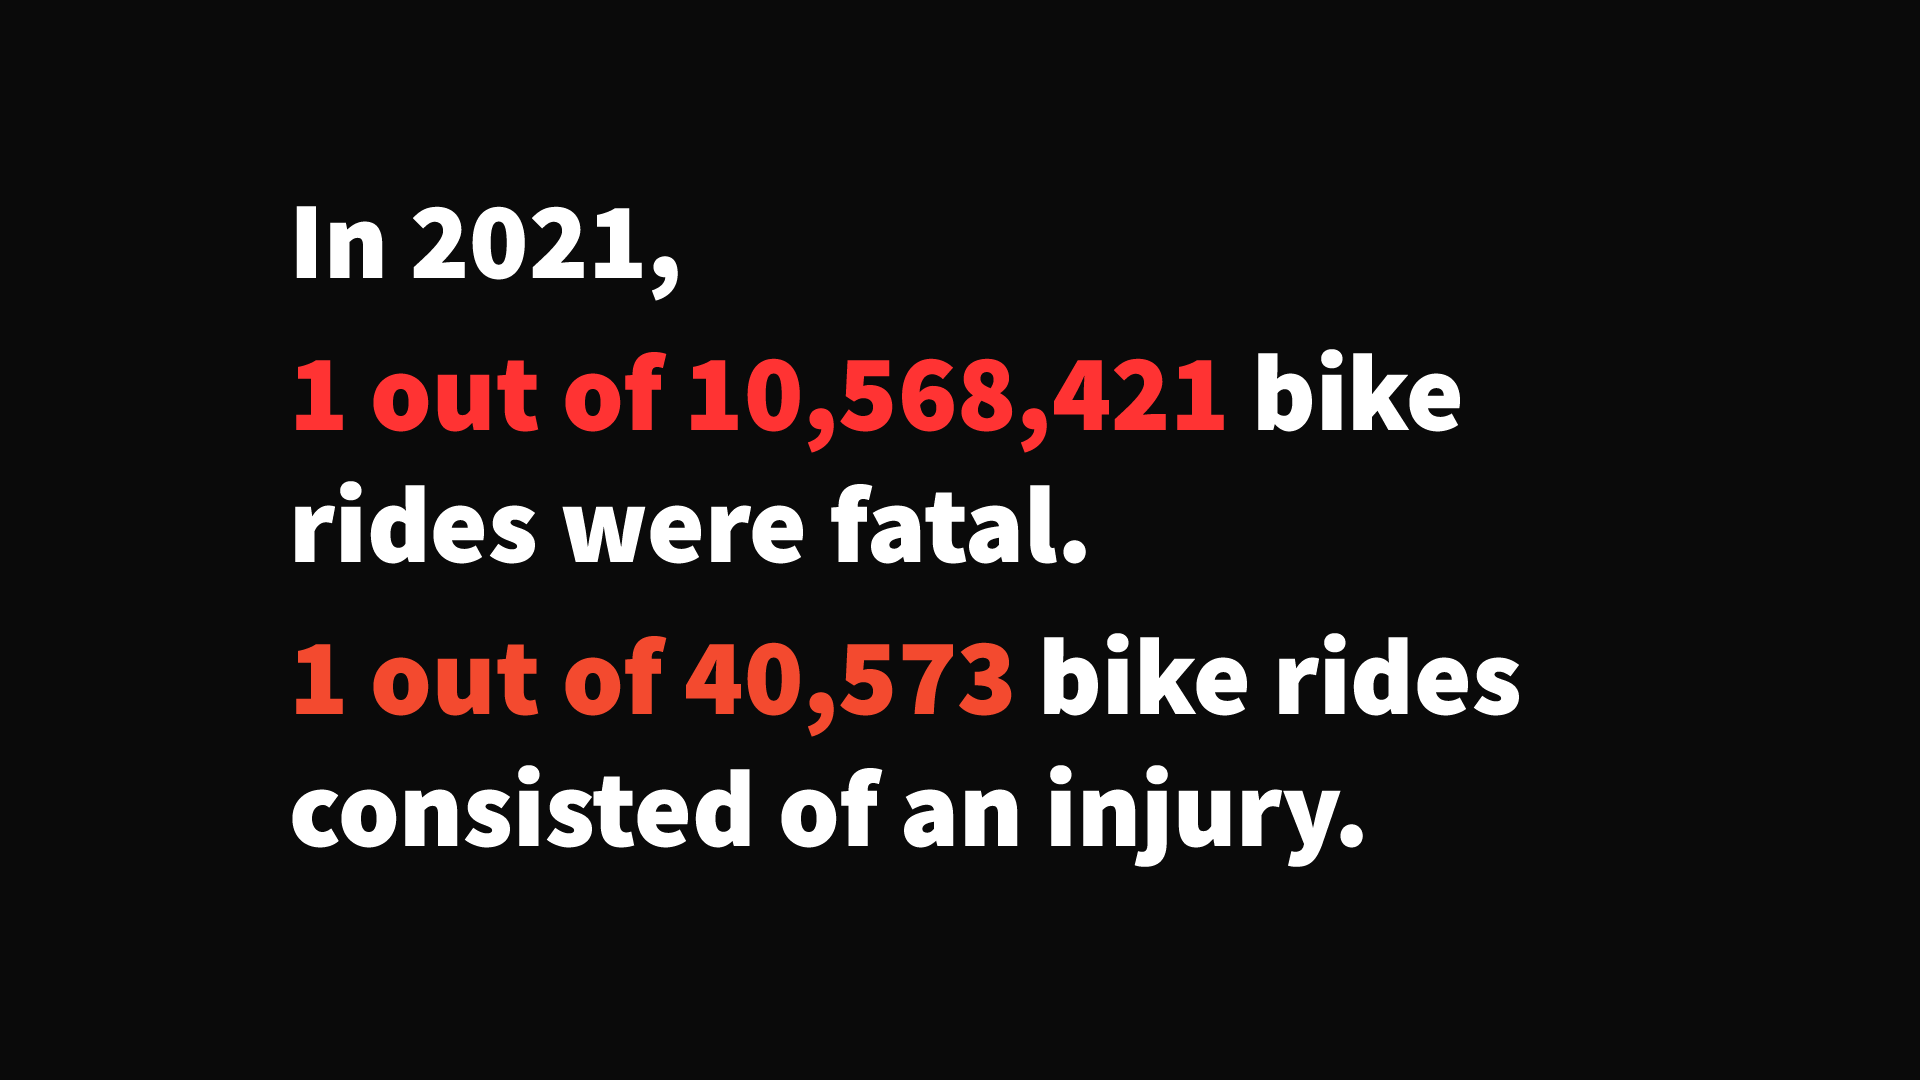 In 2021,
1 out of 10,568,421 bike
rides were fatal.
1 out of 40,573 bike rides
consisted of an injury.